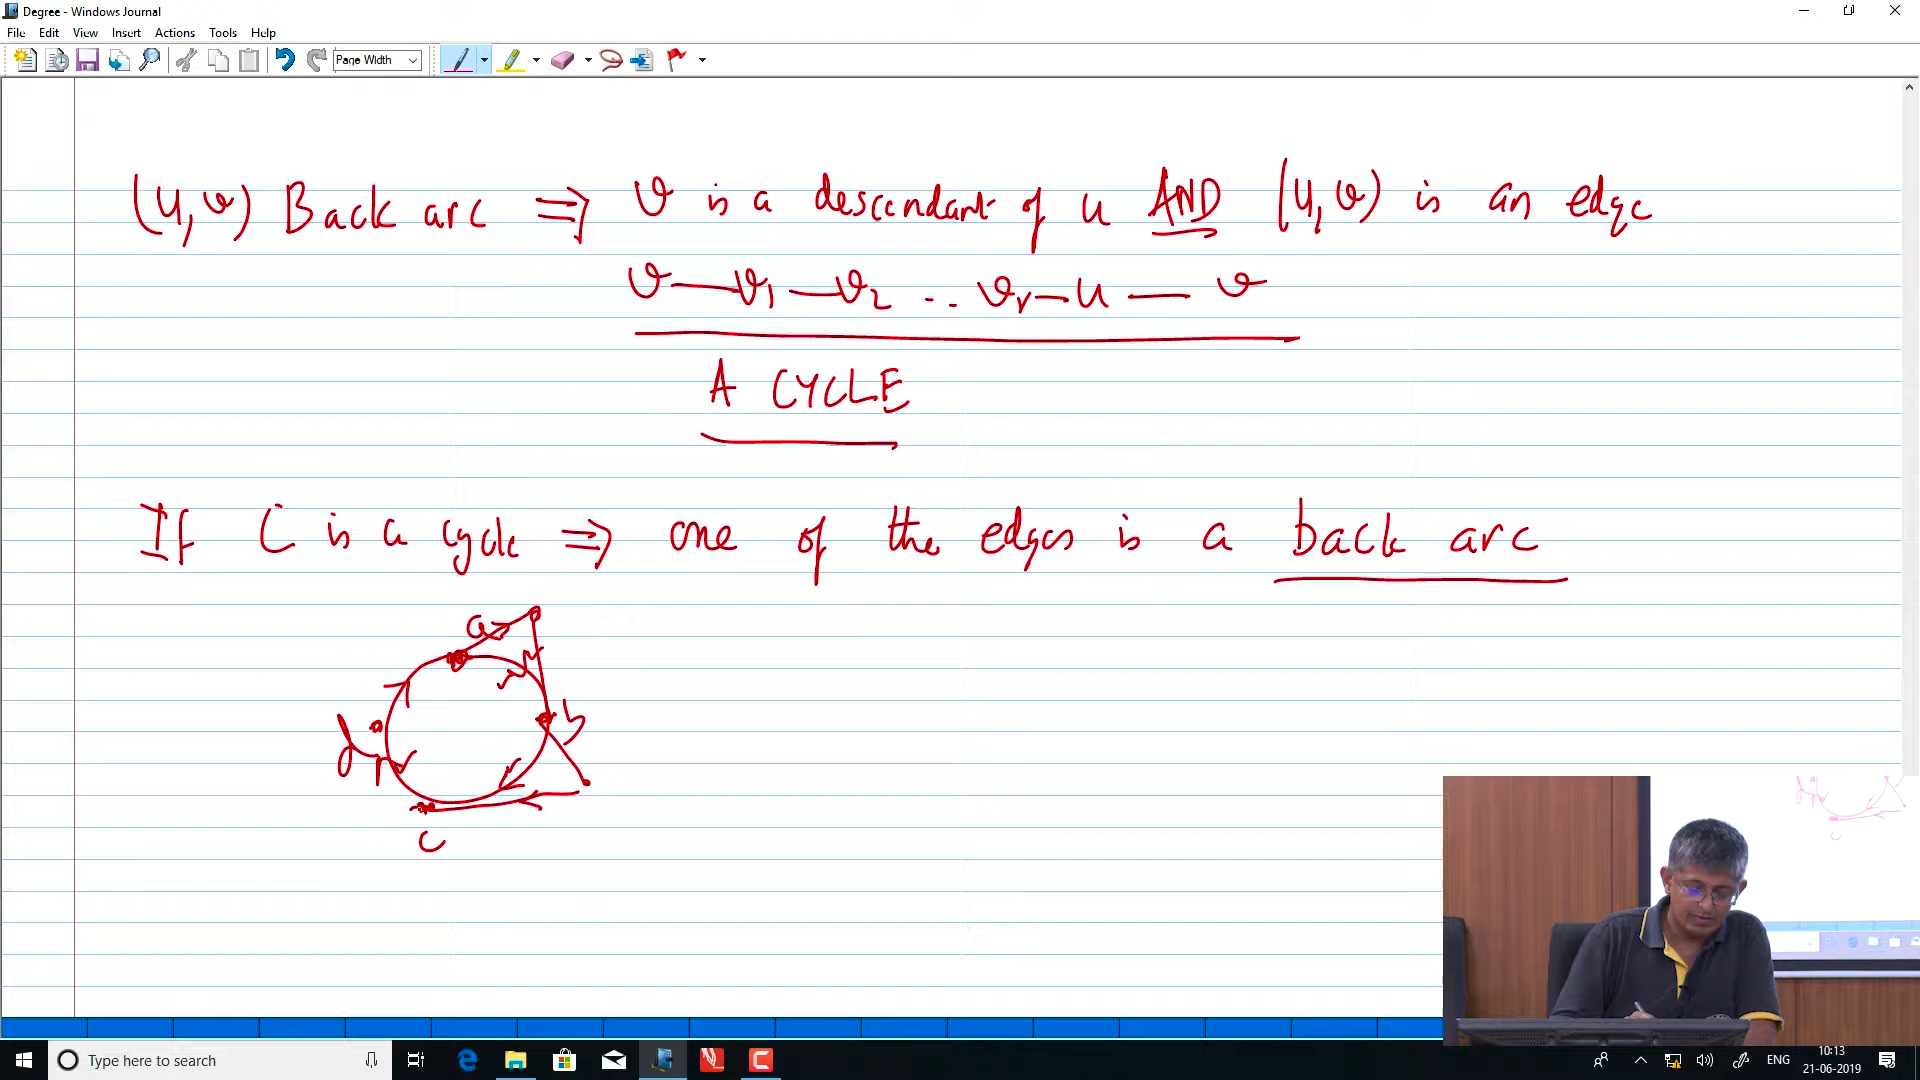 Degree - Windows Journal
File Edit View Insert Actions Tools Help
Page Width
(u,v) Back arc ⇒ v is a descendant of u AND (u,v) is an edge
v — v1 — v2 .. vr — u — v
A CYCLE
If C is a cycle ⇒ one of the edges is a back arc
a
b
d
c
Type here to search
ENG
10:13
21-06-2019